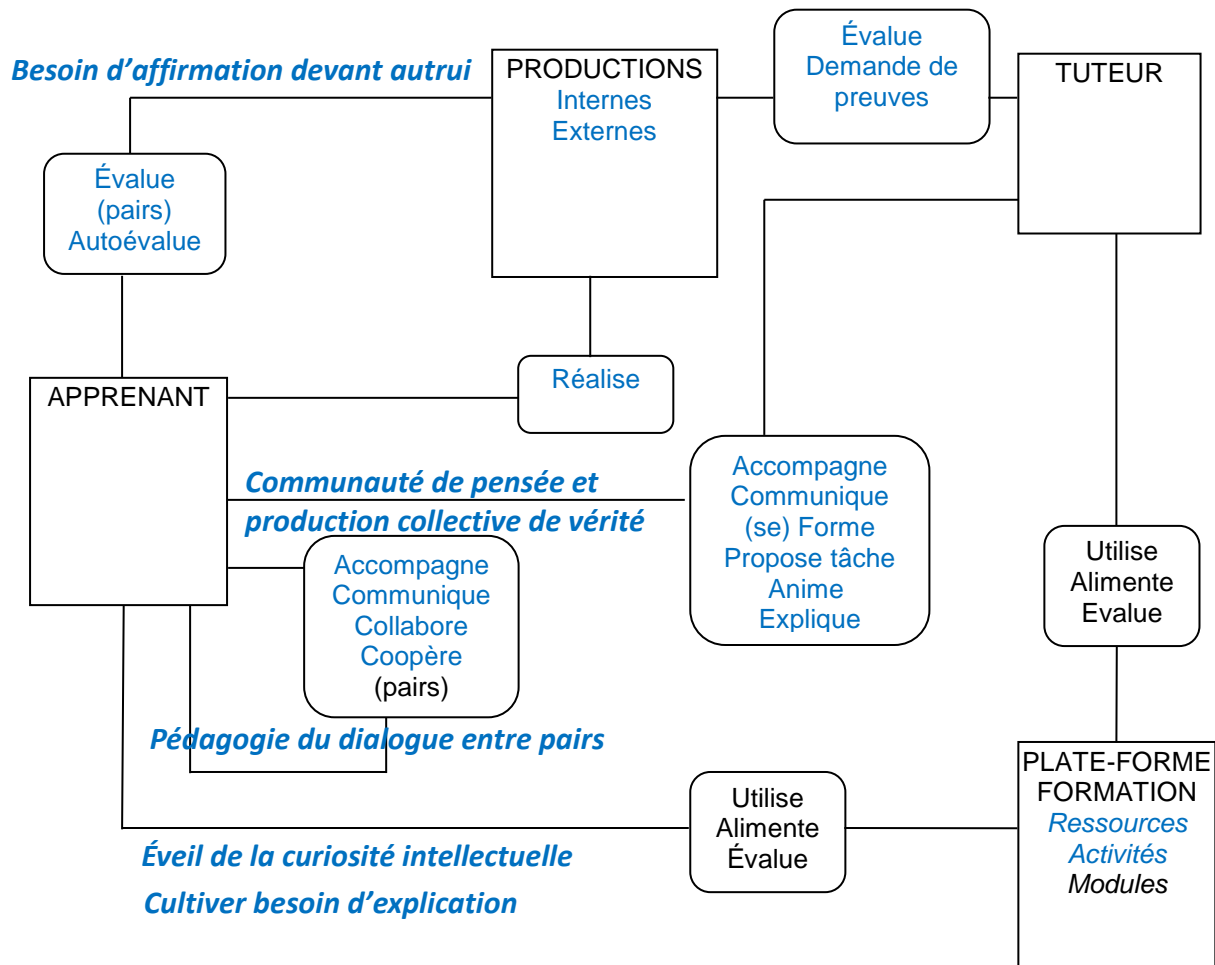 Besoin d’affirmation devant autrui
PRODUCTIONS
Internes
Externes
Évalue
Demande de
preuves
TUTEUR
Évalue
(pairs)
Autoévalue
Réalise
APPRENANT
Communauté de pensée et
production collective de vérité
Accompagne
Communique
(se) Forme
Propose tâche
Anime
Explique
Accompagne
Communique
Collabore
Coopère
(pairs)
Utilise
Alimente
Evalue
Pédagogie du dialogue entre pairs
PLATE-FORME
FORMATION
Ressources
Activités
Modules
Utilise
Alimente
Évalue
Éveil de la curiosité intellectuelle
Cultiver besoin d’explication